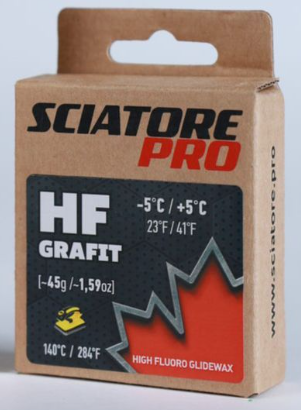 SCIATORE
PRO
HF
GRAFIT
-5°C / +5°C
23°F / 41°F
[~45g /~1,59oz]
140°C / 284°F
HIGH FLUORO GLIDEWAX
www.sciatore.pro